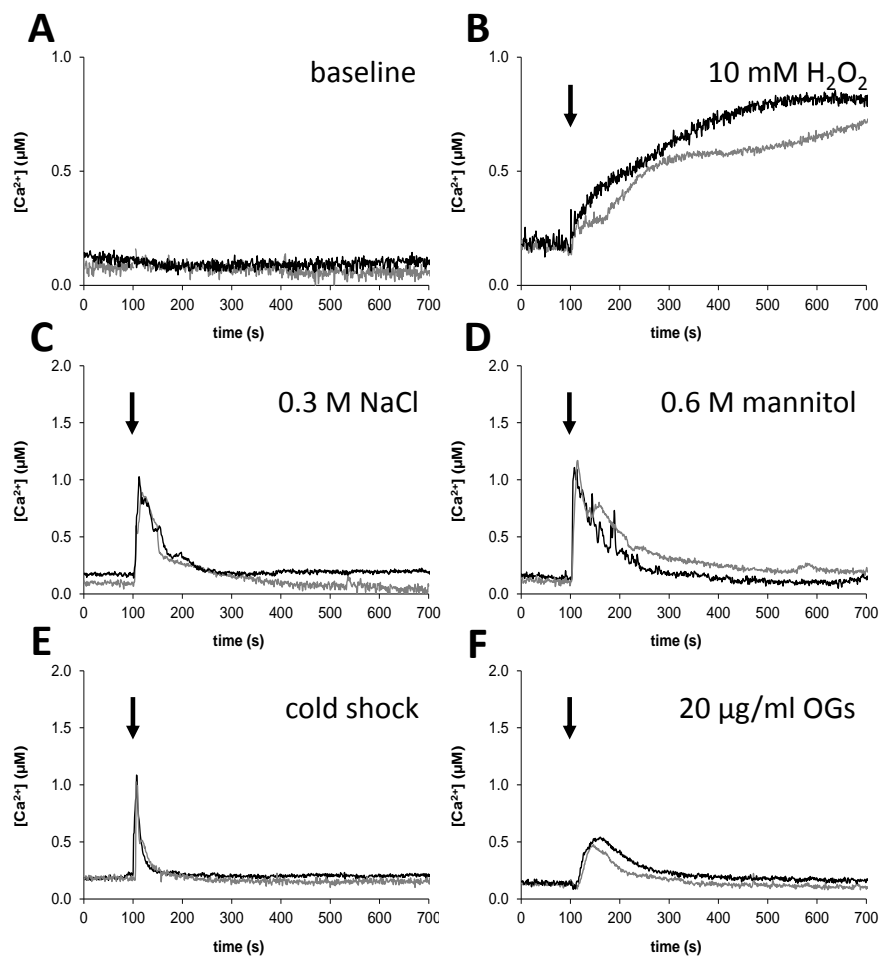 A
baseline
1.0
0.5
0.0
[Ca²⁺] (µM)
0 100 200 300 400 500 600 700
time (s)
B
10 mM H₂O₂
1.0
0.5
0.0
[Ca²⁺] (µM)
0 100 200 300 400 500 600 700
time (s)
C
0.3 M NaCl
2.0
1.5
1.0
0.5
0.0
[Ca²⁺] (µM)
0 100 200 300 400 500 600 700
time (s)
D
0.6 M mannitol
2.0
1.5
1.0
0.5
0.0
[Ca²⁺] (µM)
0 100 200 300 400 500 600 700
time (s)
E
cold shock
2.0
1.5
1.0
0.5
0.0
[Ca²⁺] (µM)
0 100 200 300 400 500 600 700
time (s)
F
20 µg/ml OGs
2.0
1.5
1.0
0.5
0.0
[Ca²⁺] (µM)
0 100 200 300 400 500 600 700
time (s)